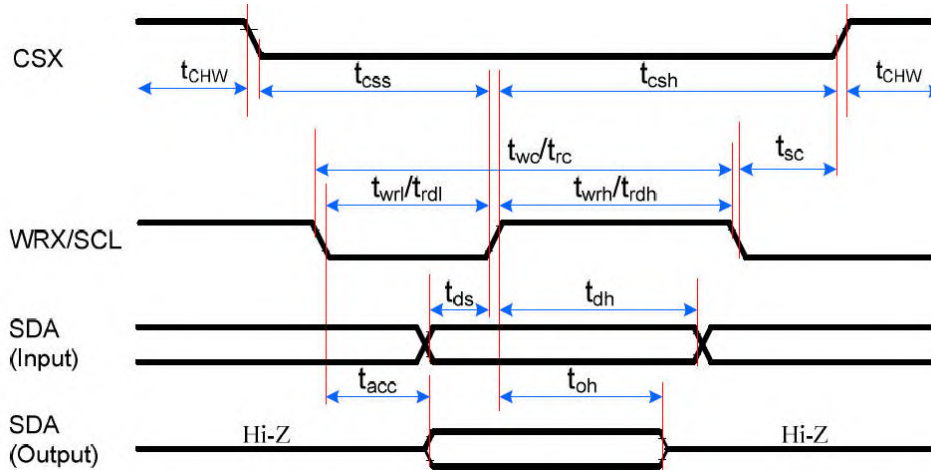 CSX
tCHW
tcss
tcsh
tCHW
twc/trc
tsc
twrl/trdl
twrh/trdh
WRX/SCL
tds
tdh
SDA
(Input)
tacc
toh
SDA
(Output)
Hi-Z
Hi-Z